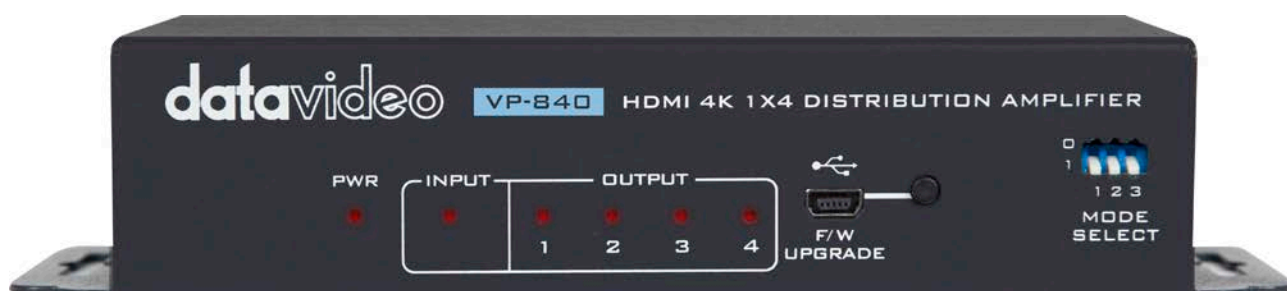 datavideo VP-840 HDMI 4K 1X4 DISTRIBUTION AMPLIFIER
PWR INPUT OUTPUT
1 2 3 4
F/W
UPGRADE
0
1
1 2 3
MODE
SELECT